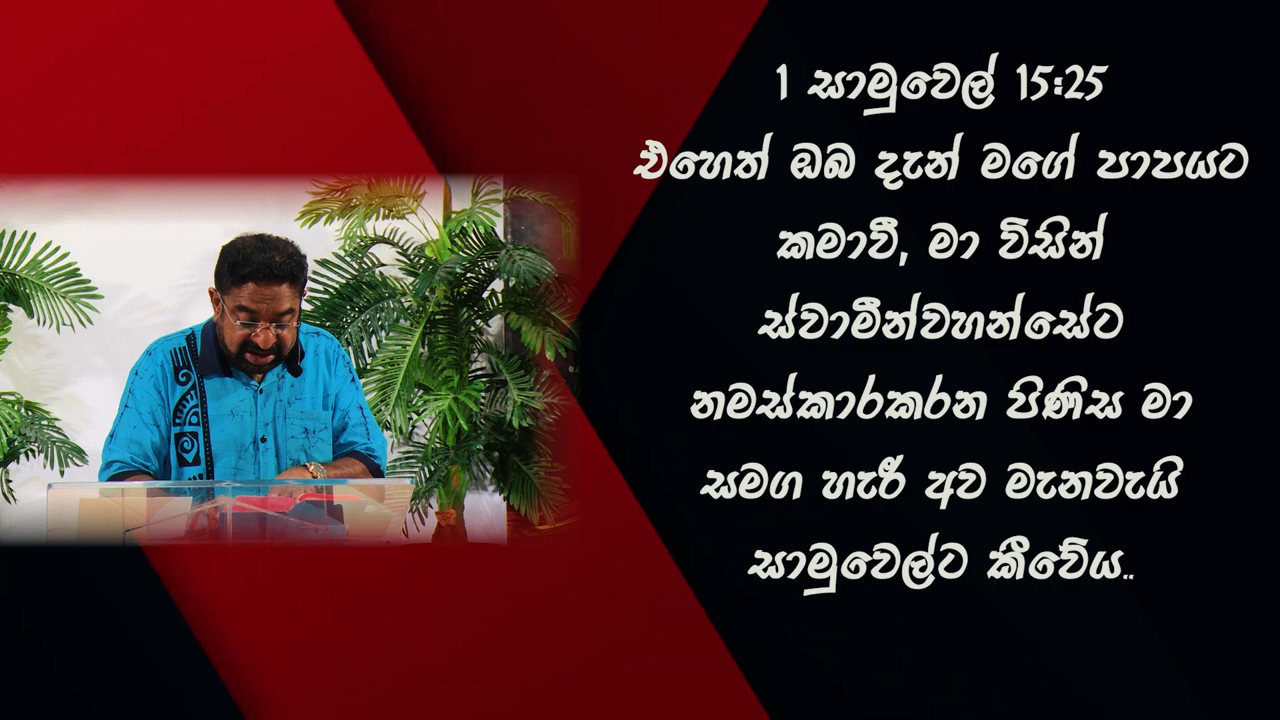 1 සාමුවෙල් 15:25
එහෙත් ඔබ දැන් මගේ පාපයට
කමාවී, මා විසින්
ස්වාමීන්වහන්සේට
නමස්කාරකරන පිණිස මා
සමග හැරී අව මැනවැයි
සාමුවෙල්ට කීවේය..